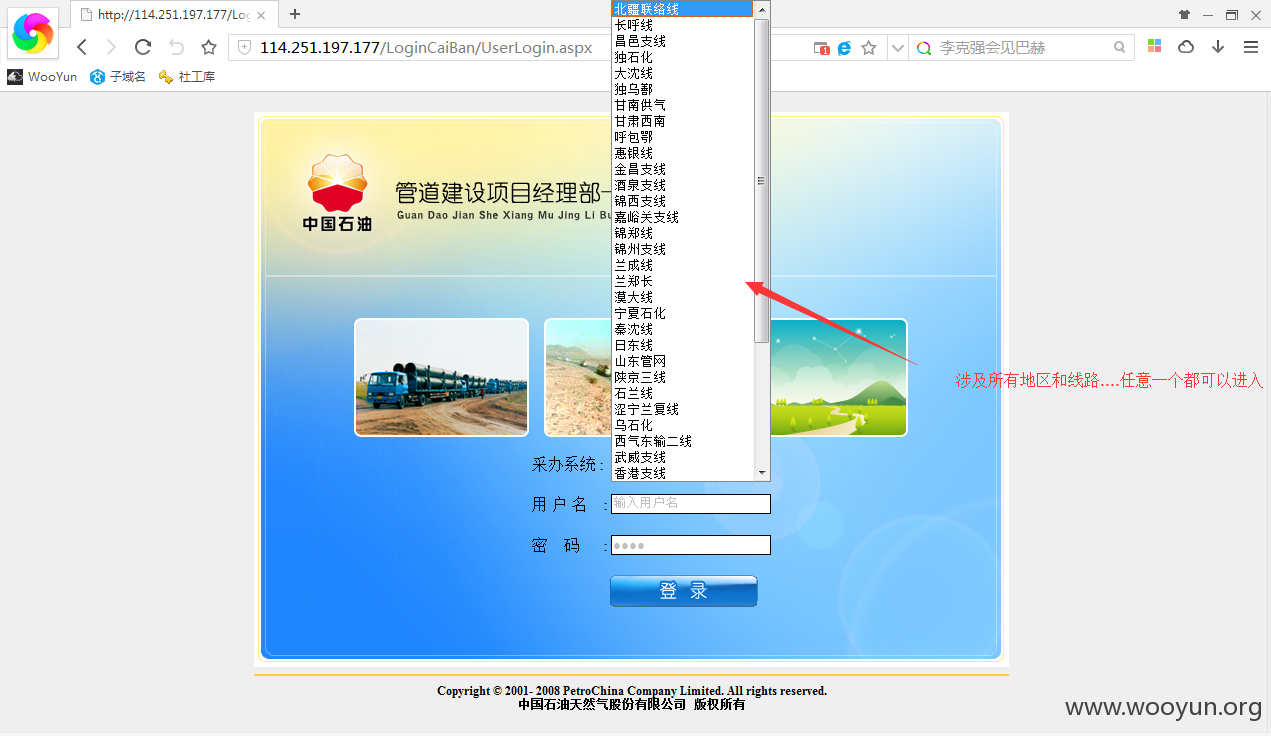 http://114.251.197.177/Log
北疆联络线
114.251.197.177/LoginCaiBan/UserLogin.aspx
1
李克强会见巴赫
WooYun
子域名
社工库
长呼线
昌邑支线
独石化
大沈线
独乌鄯
甘南供气
甘肃西南
呼包鄂
惠银线
金昌支线
酒泉支线
锦西支线
嘉峪关支线
锦郑线
锦州支线
兰成线
兰郑长
漠大线
宁夏石化
秦沈线
日东线
山东管网
陕京三线
石兰线
涩宁兰复线
乌石化
西气东输二线
武威支线
香港支线
中国石油
管道建设项目经理部
Guan Dao Jian She Xiang Mu Jing Li Bu
涉及所有地区和线路....任意一个都可以进入
采办系统:
用 户 名 :
输入用户名
密 码 :
登 录
Copyright © 2001- 2008 PetroChina Company Limited. All rights reserved.
中国石油天然气股份有限公司 版权所有
www.wooyun.org